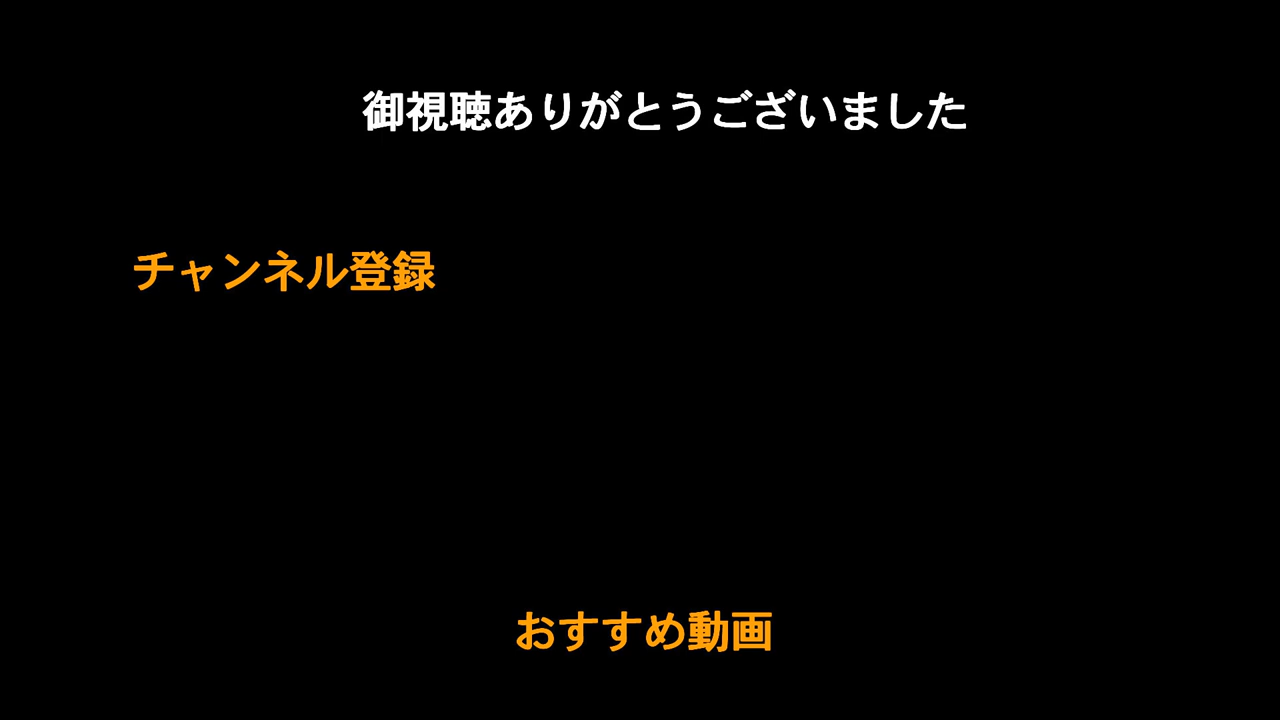 御視聴ありがとうございました
チャンネル登録
おすすめ動画